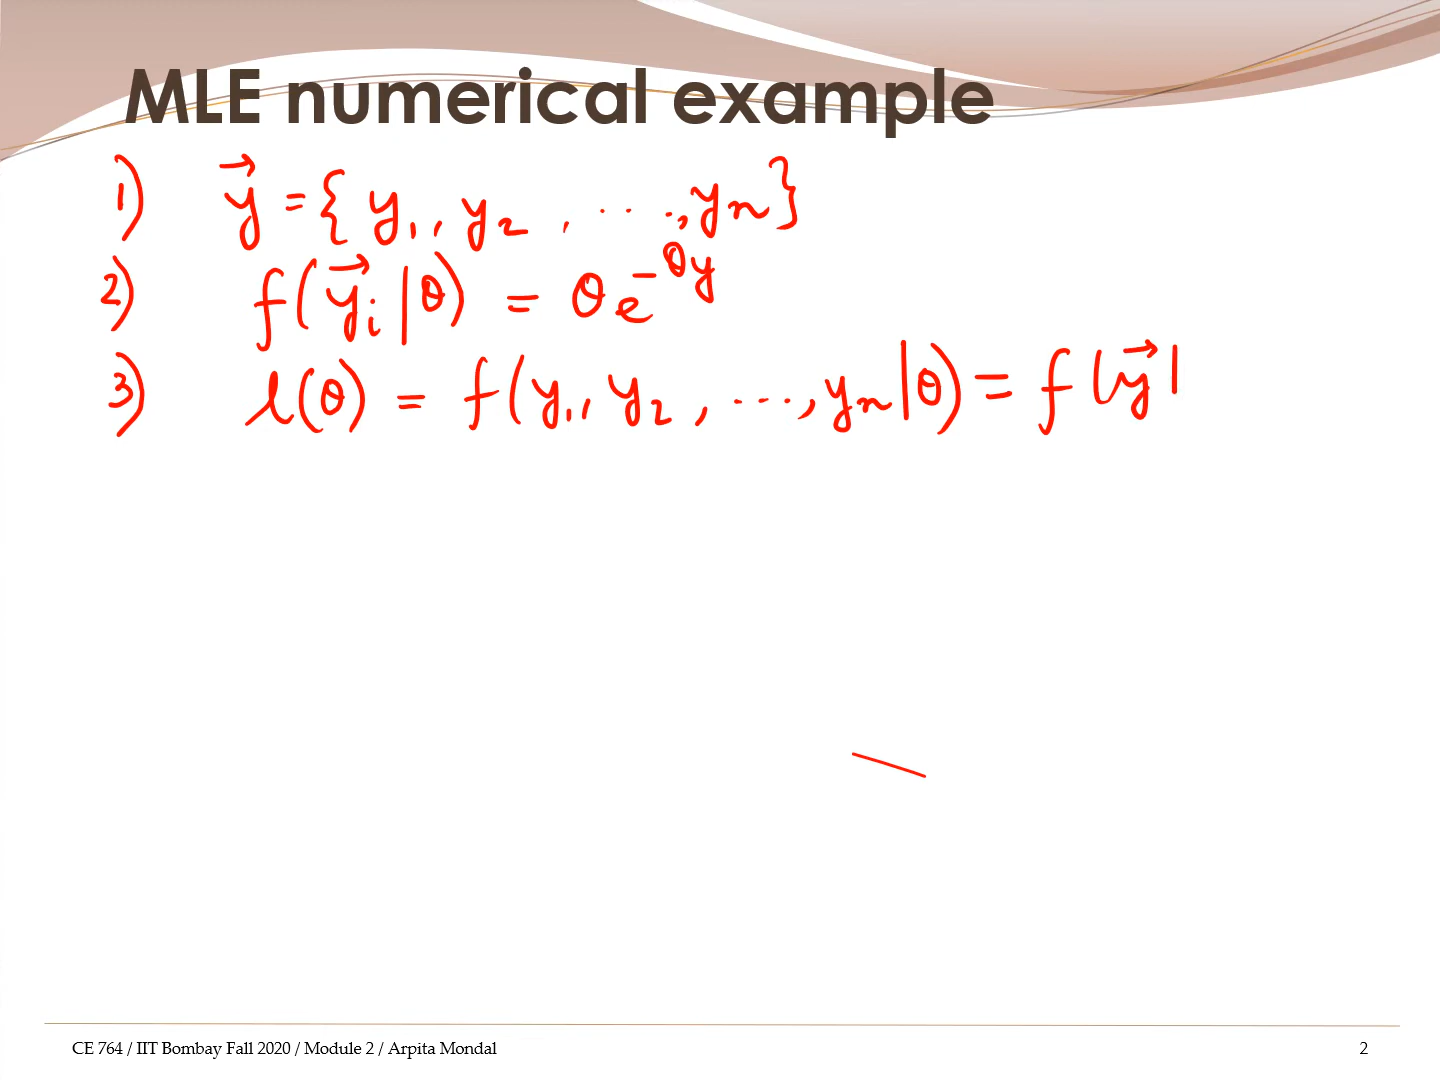 MLE numerical example
1) y⃗ = { y₁, y₂, ..., yₙ }
2) f( y⃗ᵢ | θ ) = θ e^{-θy}
3) l(θ) = f( y₁, y₂, ..., yₙ | θ ) = f( y⃗ |
CE 764 / IIT Bombay Fall 2020 / Module 2 / Arpita Mondal
2